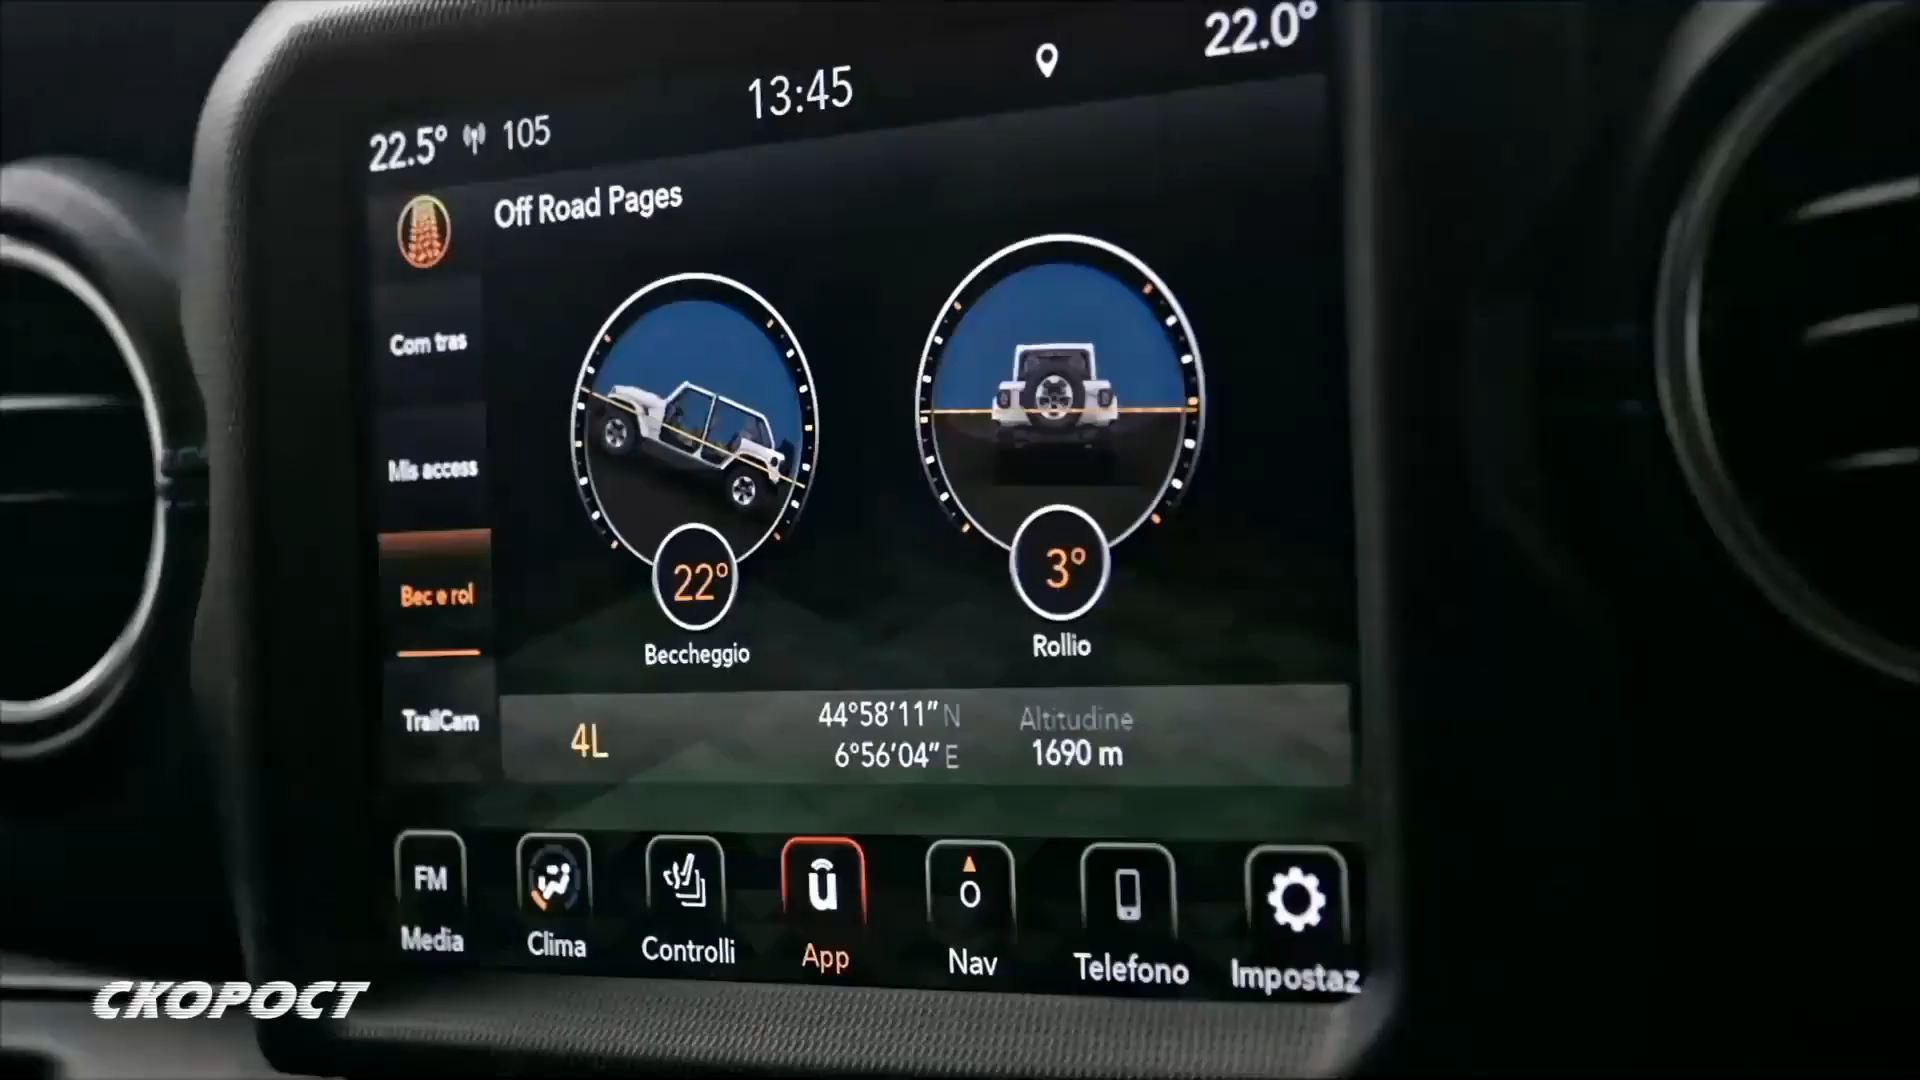 22.0°
13:45
22.5° 105
Off Road Pages
Com tras
Mis access
Bec e rol
TrailCam
22°
Beccheggio
3°
Rollio
4L
44°58'11" N
6°56'04" E
Altitudine
1690 m
FM
Media
Clima
Controlli
App
O
Nav
Telefono
Impostaz
СКОРОСТ